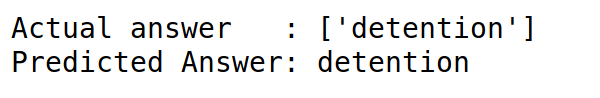 Actual answer   : ['detention']
Predicted Answer: detention